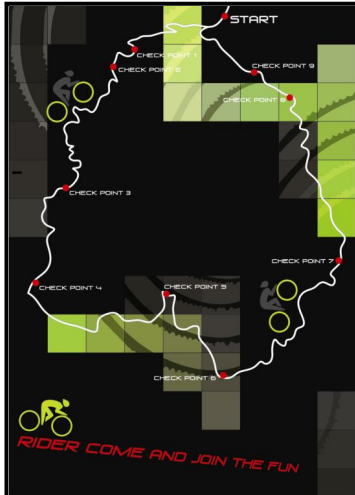 START
CHECK POINT 1
CHECK POINT 2
CHECK POINT 9
CHECK POINT 8
CHECK POINT 3
CHECK POINT 7
CHECK POINT 4
CHECK POINT 5
CHECK POINT 6
RIDER COME AND JOIN THE FUN